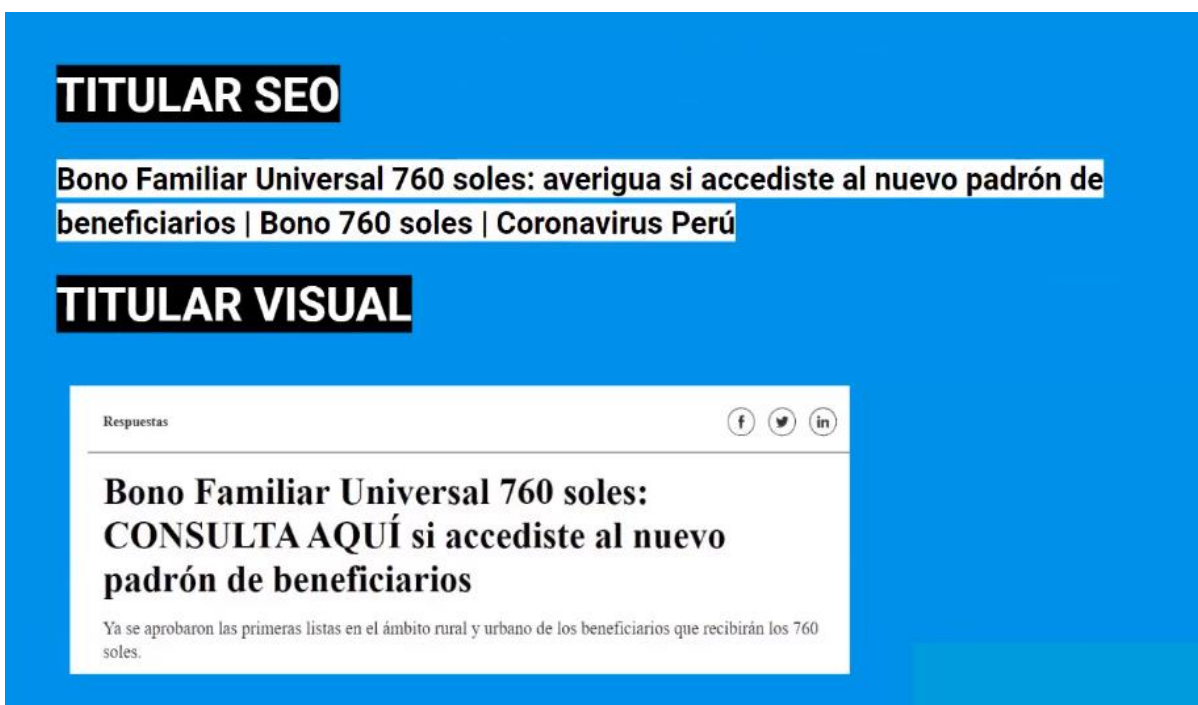 TITULAR SEO
Bono Familiar Universal 760 soles: averigua si accediste al nuevo padrón de
beneficiarios | Bono 760 soles | Coronavirus Perú
TITULAR VISUAL
Respuestas
Bono Familiar Universal 760 soles:
CONSULTA AQUÍ si accediste al nuevo
padrón de beneficiarios
Ya se aprobaron las primeras listas en el ámbito rural y urbano de los beneficiarios que recibirán los 760
soles.